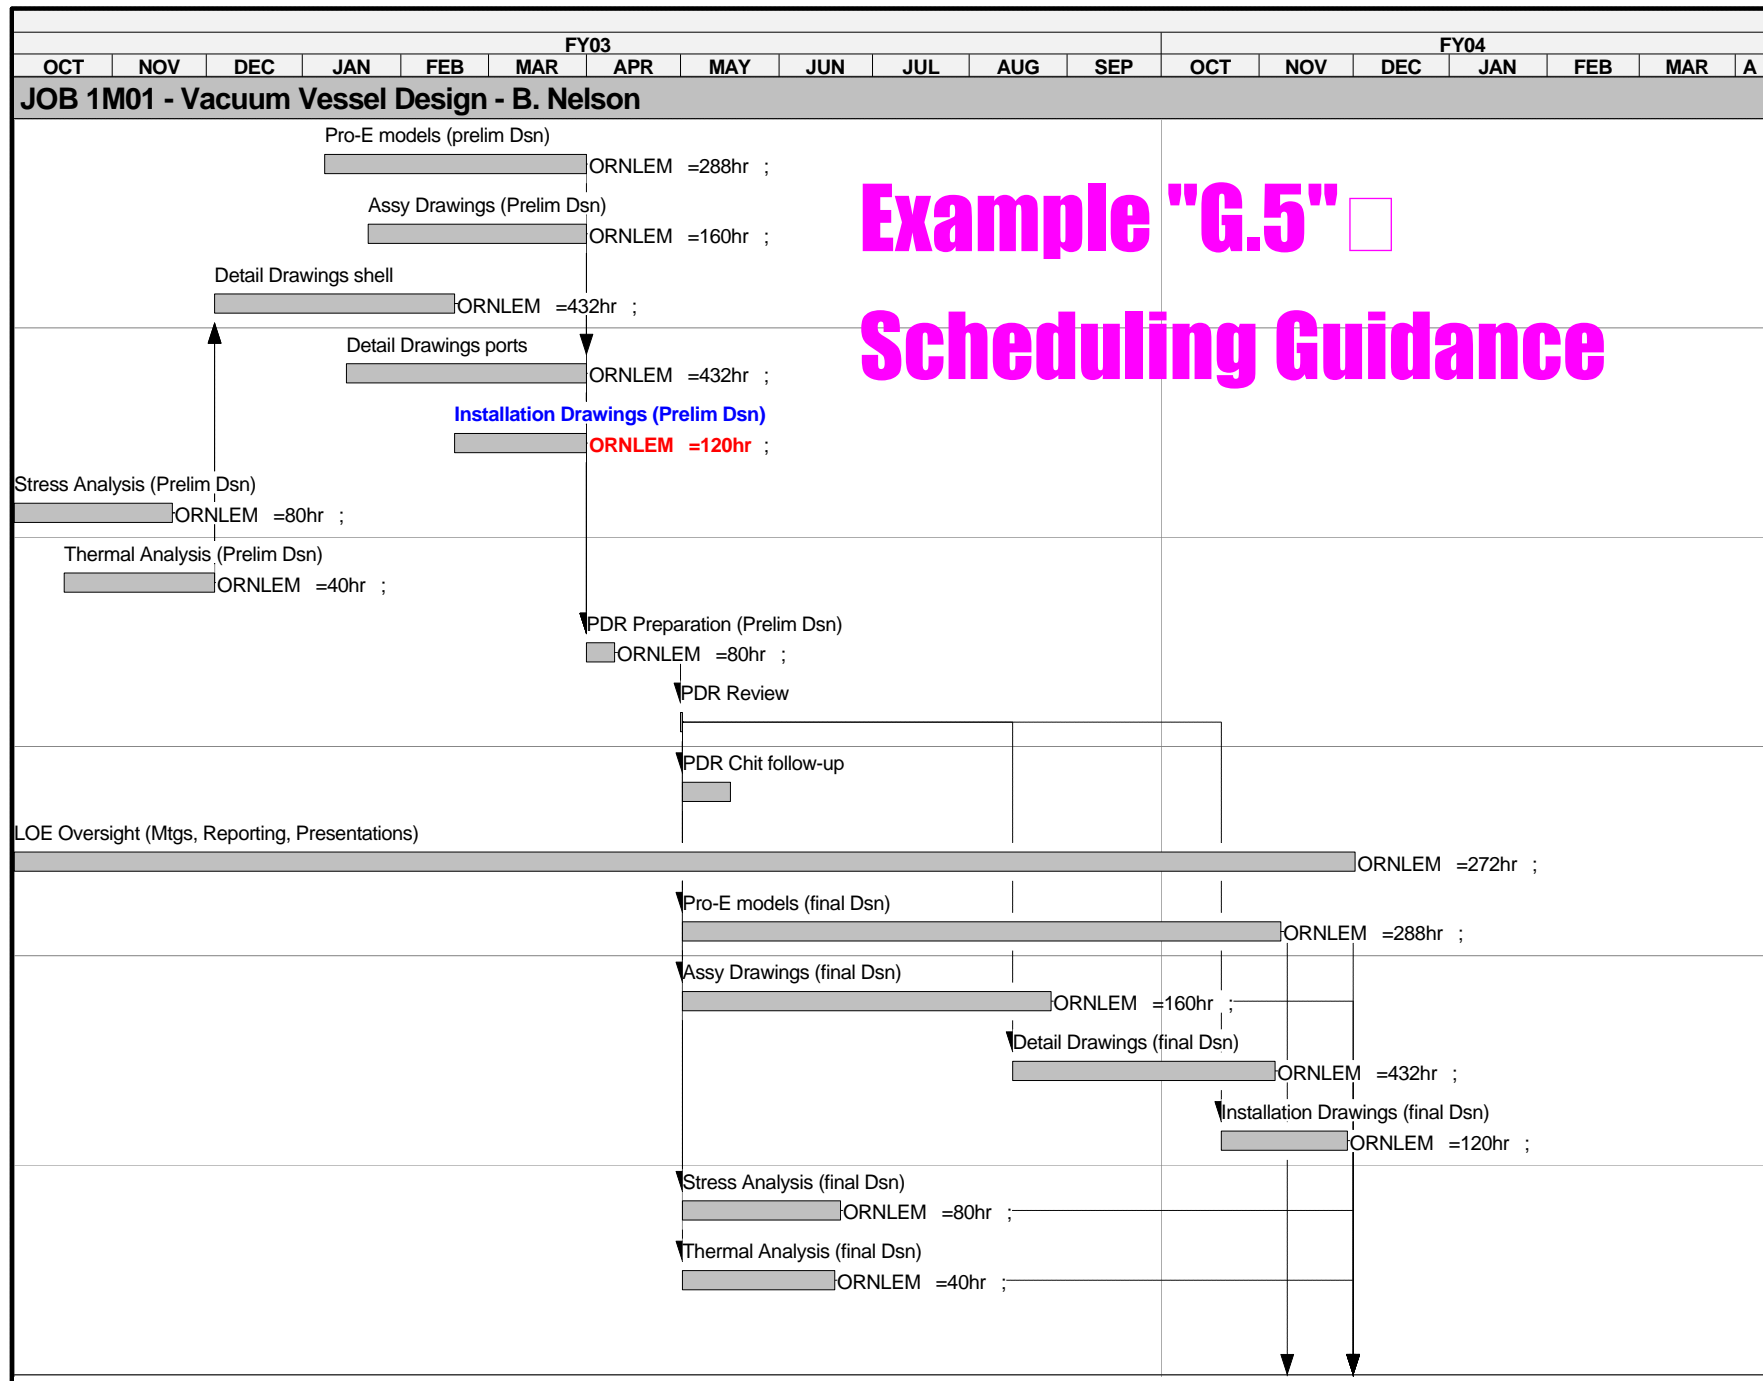 FY03 FY04
OCT NOV DEC JAN FEB MAR APR MAY JUN JUL AUG SEP OCT NOV DEC JAN FEB MAR A
JOB 1M01 - Vacuum Vessel Design - B. Nelson
Pro-E models (prelim Dsn)
ORNLEM =288hr ;
Example "G.5"
Assy Drawings (Prelim Dsn)
ORNLEM =160hr ;
Detail Drawings shell
ORNLEM =432hr ;
Scheduling Guidance
Detail Drawings ports
ORNLEM =432hr ;
Installation Drawings (Prelim Dsn)
ORNLEM =120hr ;
Stress Analysis (Prelim Dsn)
ORNLEM =80hr ;
Thermal Analysis (Prelim Dsn)
ORNLEM =40hr ;
PDR Preparation (Prelim Dsn)
ORNLEM =80hr ;
PDR Review
PDR Chit follow-up
LOE Oversight (Mtgs, Reporting, Presentations)
ORNLEM =272hr ;
Pro-E models (final Dsn)
ORNLEM =288hr ;
Assy Drawings (final Dsn)
ORNLEM =160hr ;
Detail Drawings (final Dsn)
ORNLEM =432hr ;
Installation Drawings (final Dsn)
ORNLEM =120hr ;
Stress Analysis (final Dsn)
ORNLEM =80hr ;
Thermal Analysis (final Dsn)
ORNLEM =40hr ;